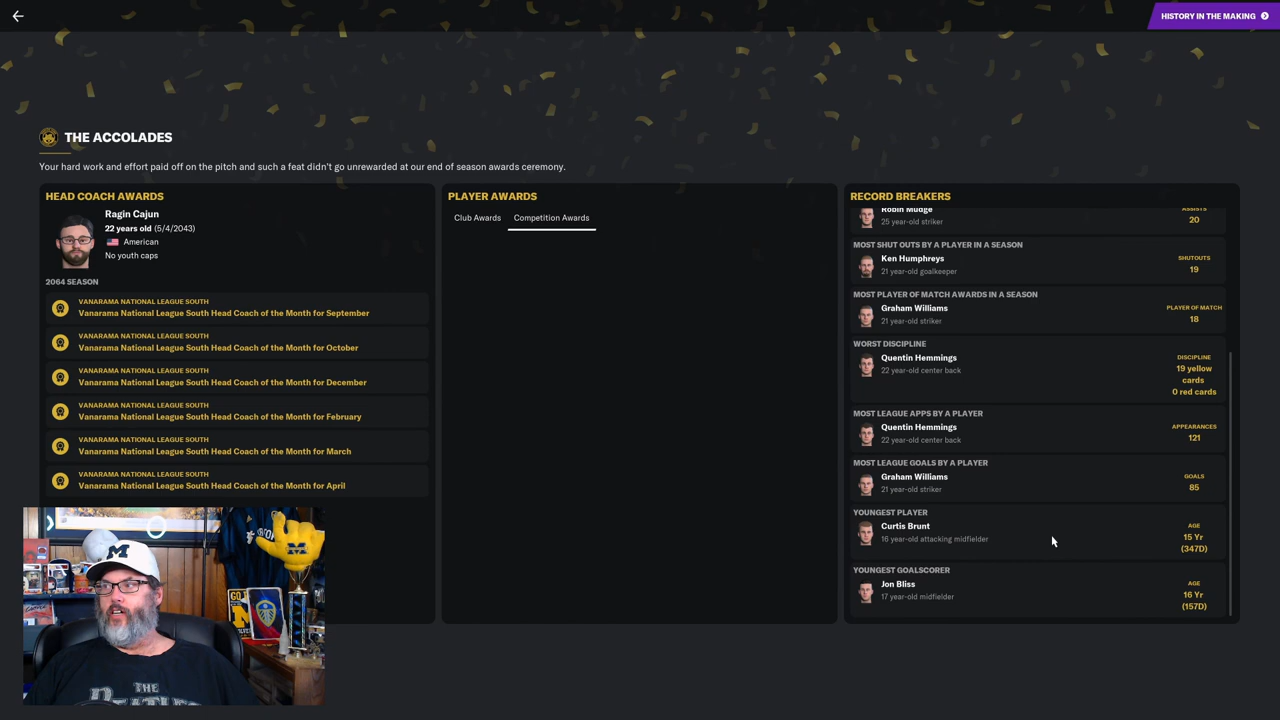 HISTORY IN THE MAKING
THE ACCOLADES
Your hard work and effort paid off on the pitch and such a feat didn't go unrewarded at our end of season awards ceremony.
HEAD COACH AWARDS
Ragin Cajun
22 years old (5/4/2043)
American
No youth caps
2064 SEASON
VANARAMA NATIONAL LEAGUE SOUTH
Vanarama National League South Head Coach of the Month for September
VANARAMA NATIONAL LEAGUE SOUTH
Vanarama National League South Head Coach of the Month for October
VANARAMA NATIONAL LEAGUE SOUTH
Vanarama National League South Head Coach of the Month for December
VANARAMA NATIONAL LEAGUE SOUTH
Vanarama National League South Head Coach of the Month for February
VANARAMA NATIONAL LEAGUE SOUTH
Vanarama National League South Head Coach of the Month for March
VANARAMA NATIONAL LEAGUE SOUTH
Vanarama National League South Head Coach of the Month for April
PLAYER AWARDS
Club Awards Competition Awards
RECORD BREAKERS
Robin Mudge ASSISTS
25 year-old striker 20
MOST SHUT OUTS BY A PLAYER IN A SEASON
Ken Humphreys SHUTOUTS
21 year-old goalkeeper 19
MOST PLAYER OF MATCH AWARDS IN A SEASON
Graham Williams PLAYER OF MATCH
21 year-old striker 18
WORST DISCIPLINE
Quentin Hemmings DISCIPLINE
22 year-old center back 19 yellow
cards
0 red cards
MOST LEAGUE APPS BY A PLAYER
Quentin Hemmings APPEARANCES
22 year-old center back 121
MOST LEAGUE GOALS BY A PLAYER
Graham Williams GOALS
21 year-old striker 85
YOUNGEST PLAYER
Curtis Brunt AGE
16 year-old attacking midfielder 15 Yr
(347D)
YOUNGEST GOALSCORER
Jon Bliss AGE
17 year-old midfielder 16 Yr
(157D)
M
M
GO
THE